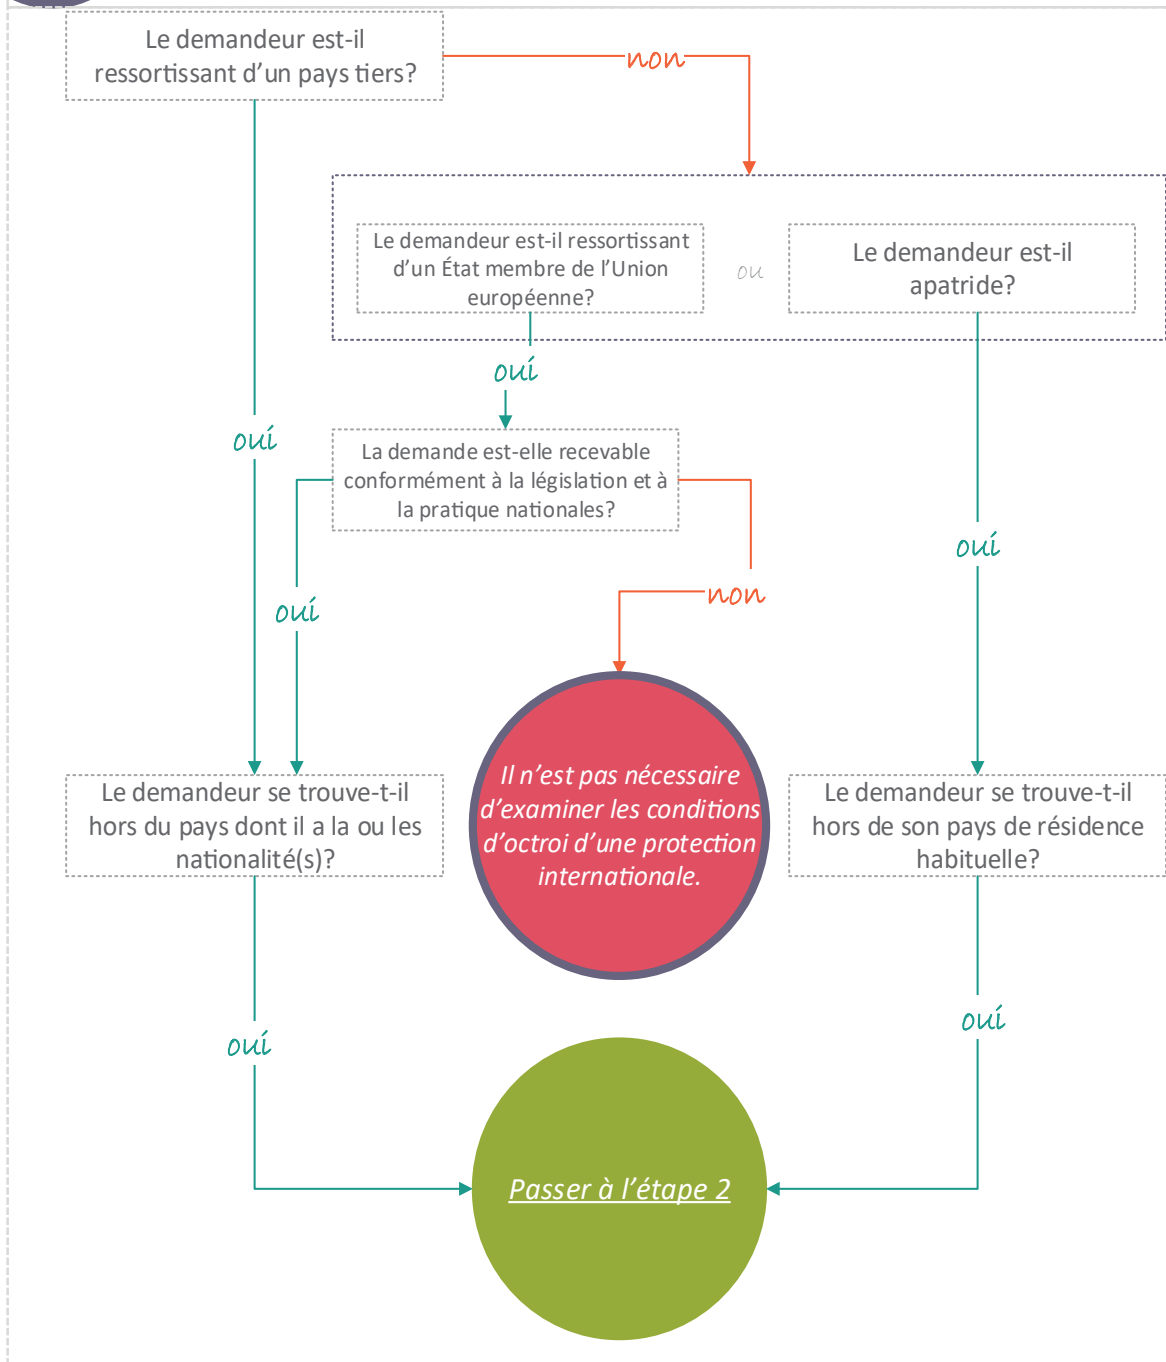 Le demandeur est-il
ressortissant d’un pays tiers?
non
Le demandeur est-il ressortissant
d’un État membre de l’Union
européenne?
ou
Le demandeur est-il
apatride?
oui
oui
La demande est-elle recevable
conformément à la législation et à
la pratique nationales?
oui
oui
non
Il n’est pas nécessaire
d’examiner les conditions
d’octroi d’une protection
internationale.
Le demandeur se trouve-t-il
hors du pays dont il a la ou les
nationalité(s)?
Le demandeur se trouve-t-il
hors de son pays de résidence
habituelle?
oui
oui
Passer à l’étape 2